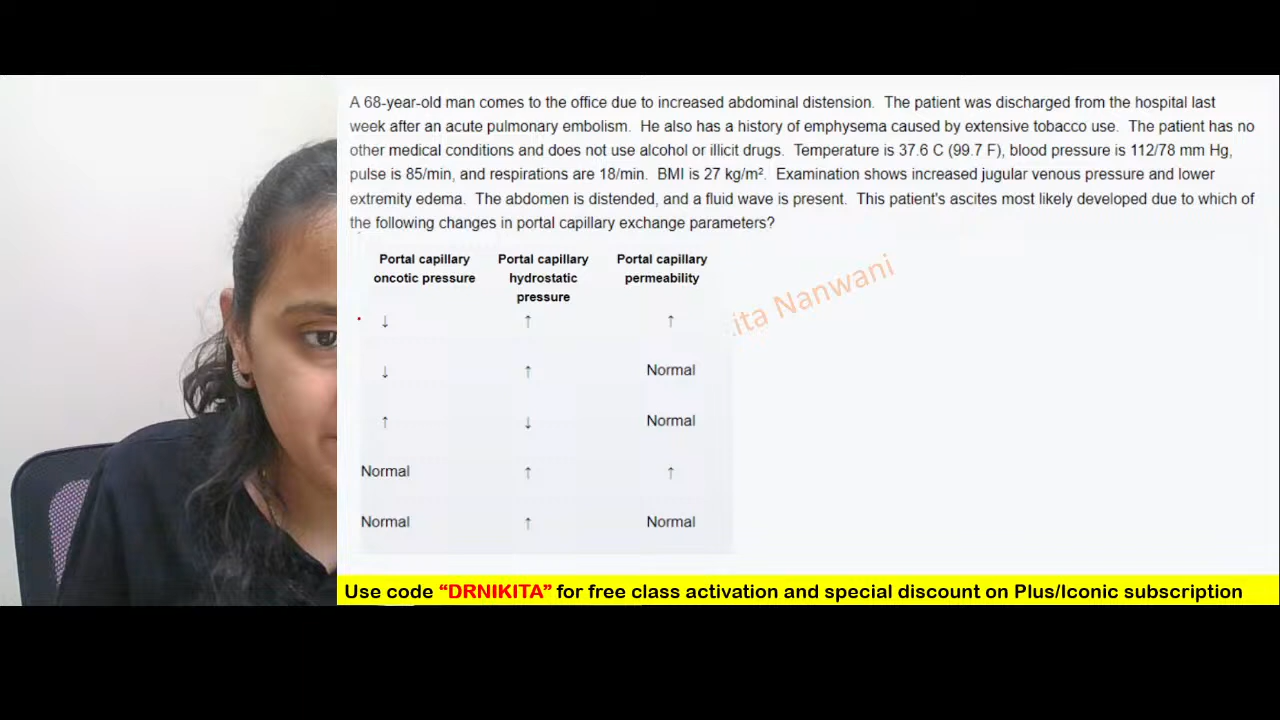 A 68-year-old man comes to the office due to increased abdominal distension. The patient was discharged from the hospital last
week after an acute pulmonary embolism. He also has a history of emphysema caused by extensive tobacco use. The patient has no
other medical conditions and does not use alcohol or illicit drugs. Temperature is 37.6 C (99.7 F), blood pressure is 112/78 mm Hg,
pulse is 85/min, and respirations are 18/min. BMI is 27 kg/m². Examination shows increased jugular venous pressure and lower
extremity edema. The abdomen is distended, and a fluid wave is present. This patient's ascites most likely developed due to which of
the following changes in portal capillary exchange parameters?
Portal capillary oncotic pressure Portal capillary hydrostatic pressure Portal capillary permeability
↓ ↑ ↑
↓ ↑ Normal
↑ ↓ Normal
Normal ↑ ↑
Normal ↑ Normal
ita Nanwani
Use code “DRNIKITA” for free class activation and special discount on Plus/Iconic subscription